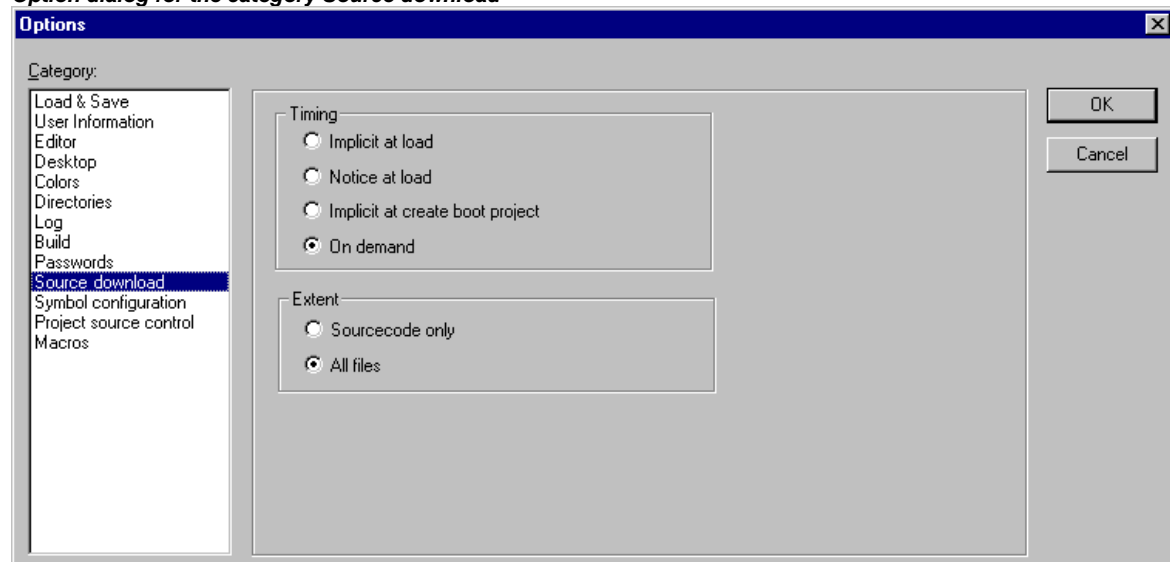 Option dialog for the category Source download
Options
Category:
Load & Save
User Information
Editor
Desktop
Colors
Directories
Log
Build
Passwords
Source download
Symbol configuration
Project source control
Macros
Timing
Implicit at load
Notice at load
Implicit at create boot project
On demand
Extent
Sourcecode only
All files
OK
Cancel